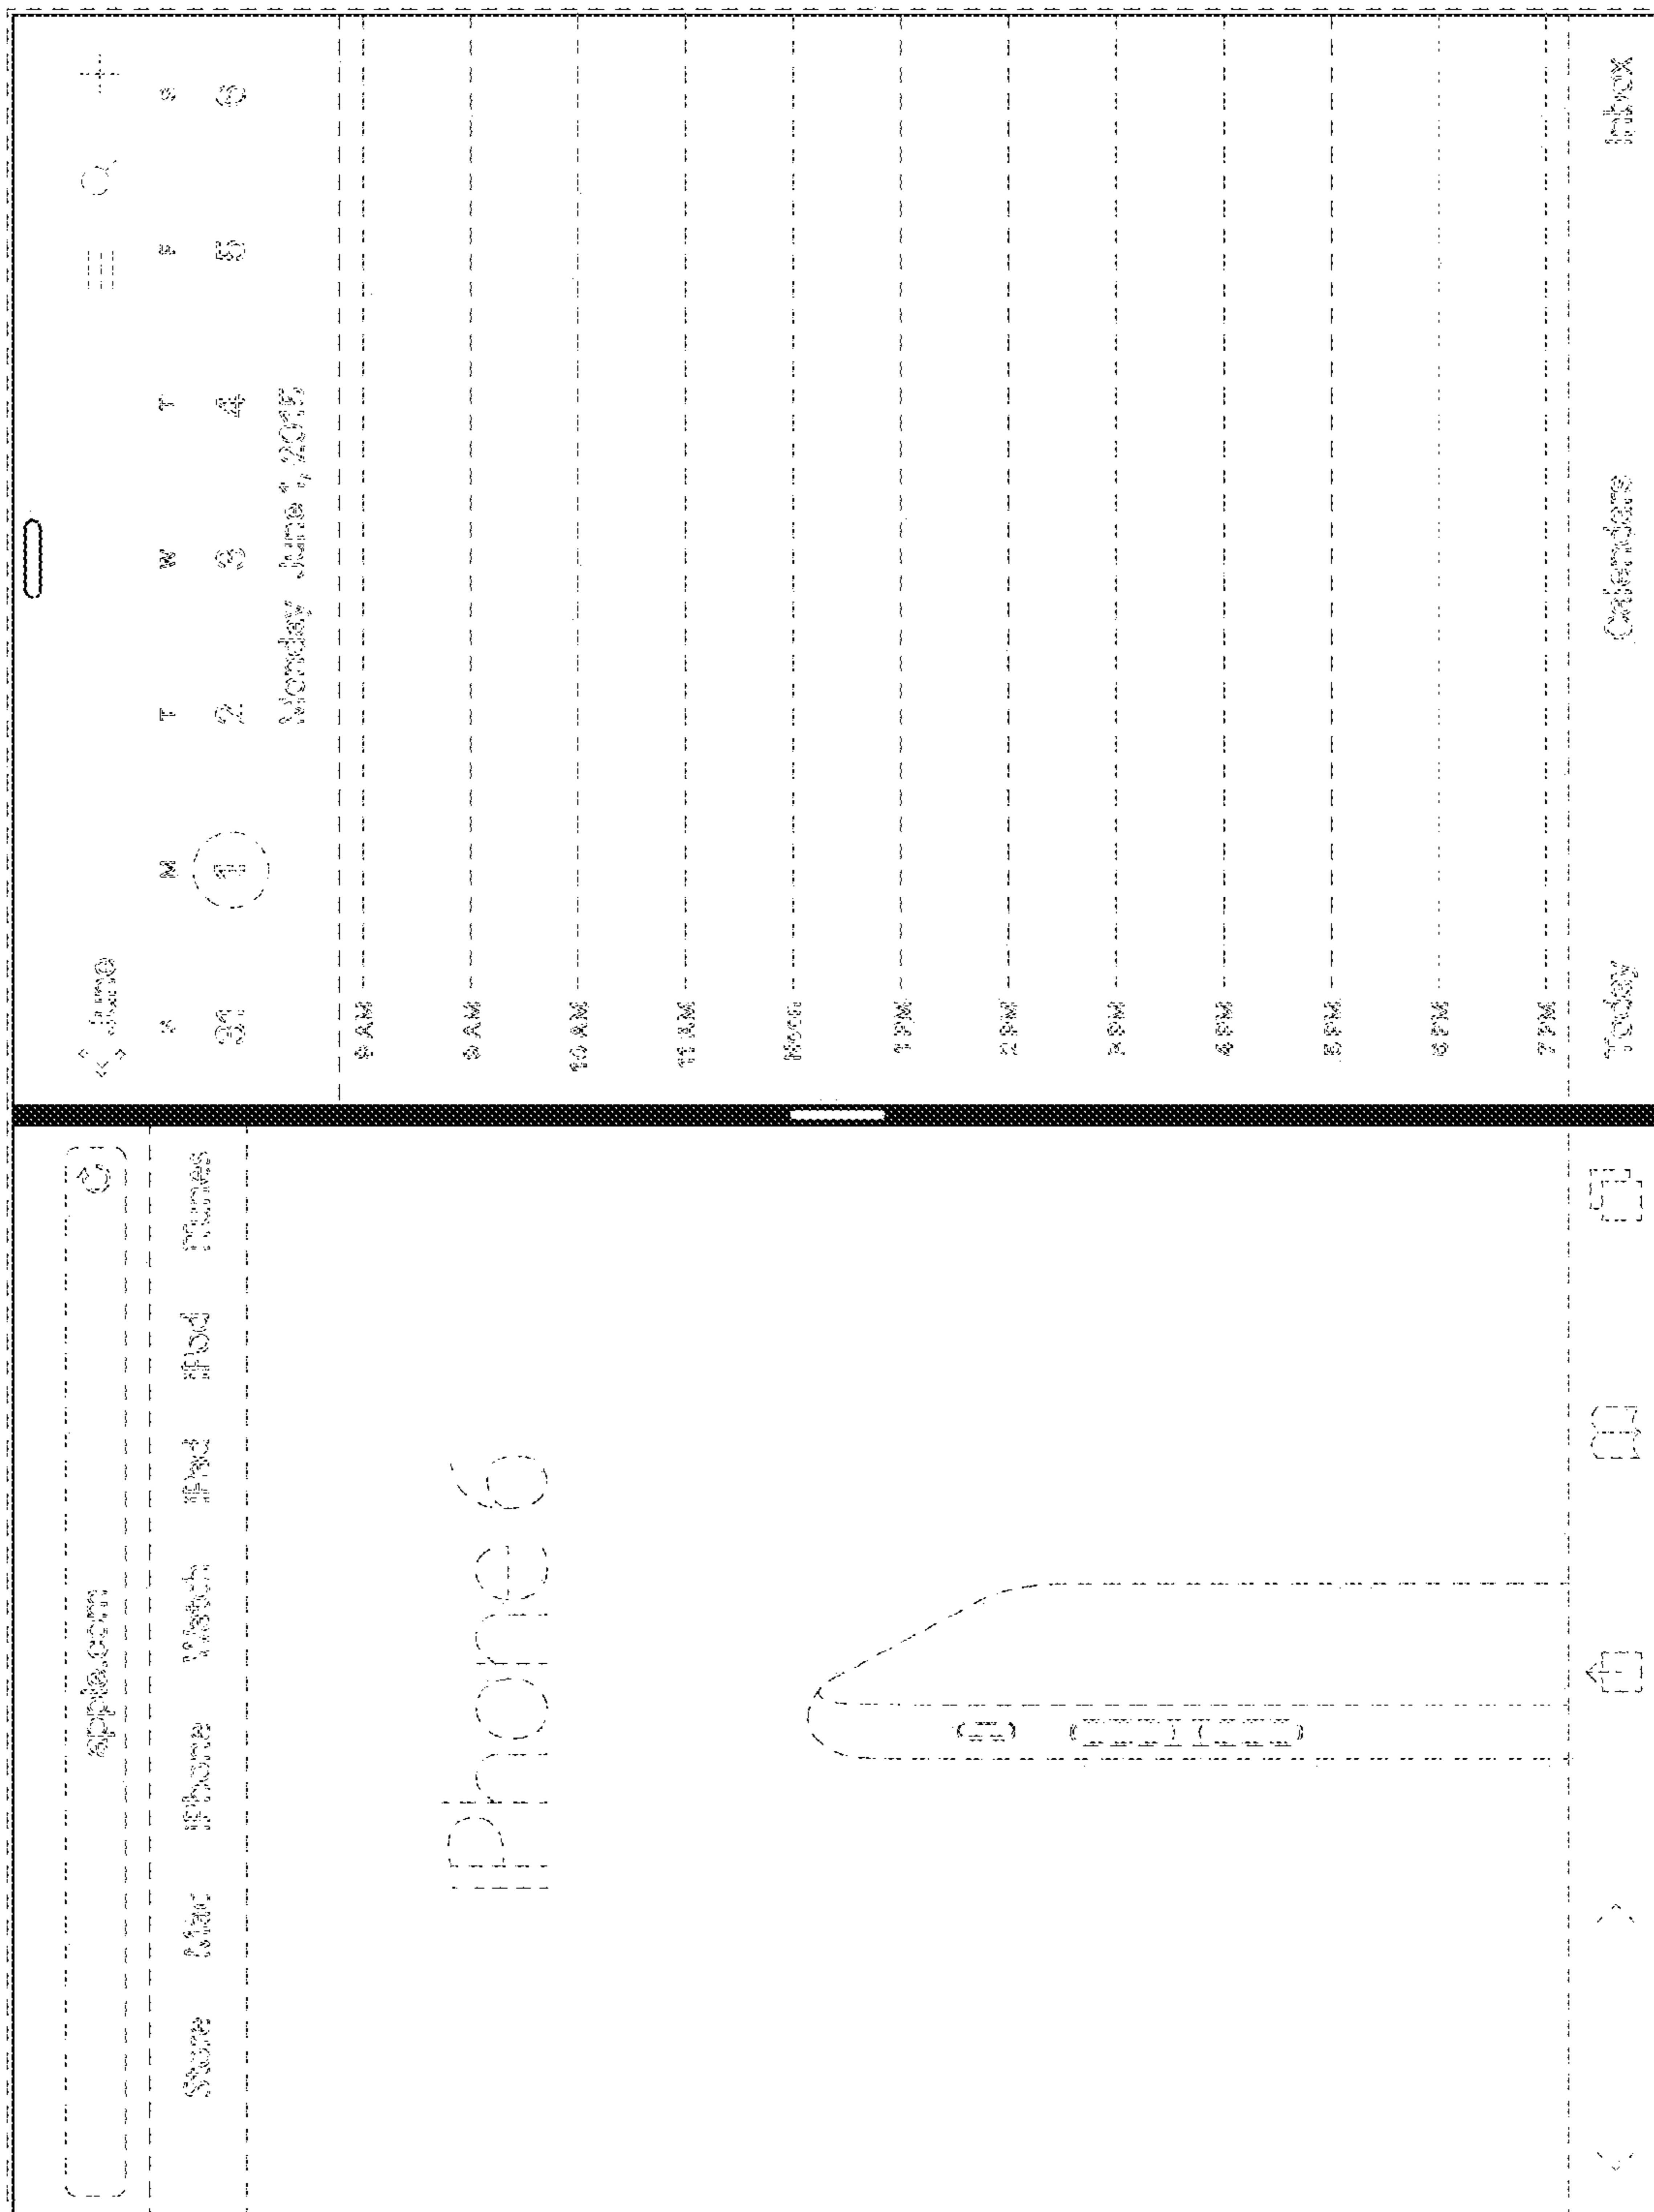 apple.com
Store Mac iPhone Watch iPad iPod iTunes
iPhone 6
June
S M T W T F S
31 1 2 3 4 5 6
Monday June 1, 2015
8 AM
9 AM
10 AM
11 AM
Noon
1 PM
2 PM
3 PM
4 PM
5 PM
6 PM
7 PM
Today Calenders Inbox